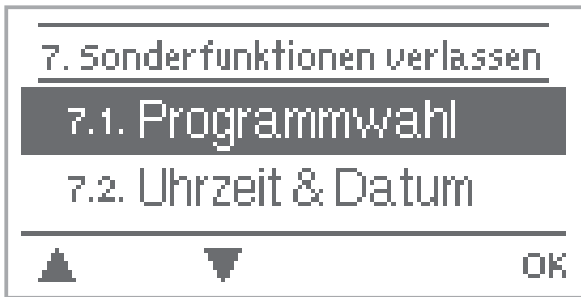 7. Sonderfunktionen verlassen
7.1. Programmwahl
7.2. Uhrzeit & Datum
OK